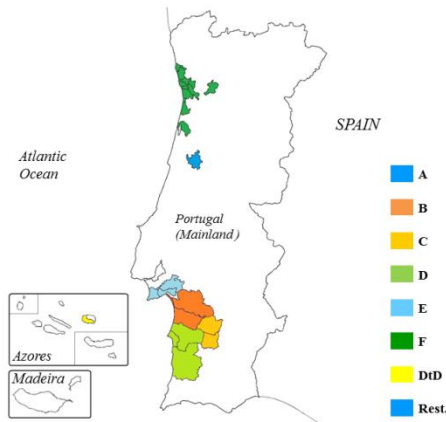 SPAIN
Atlantic
Ocean
A
B
Portugal
(Mainland)
C
D
E
F
Azores
Madeira
DtD
Rest.